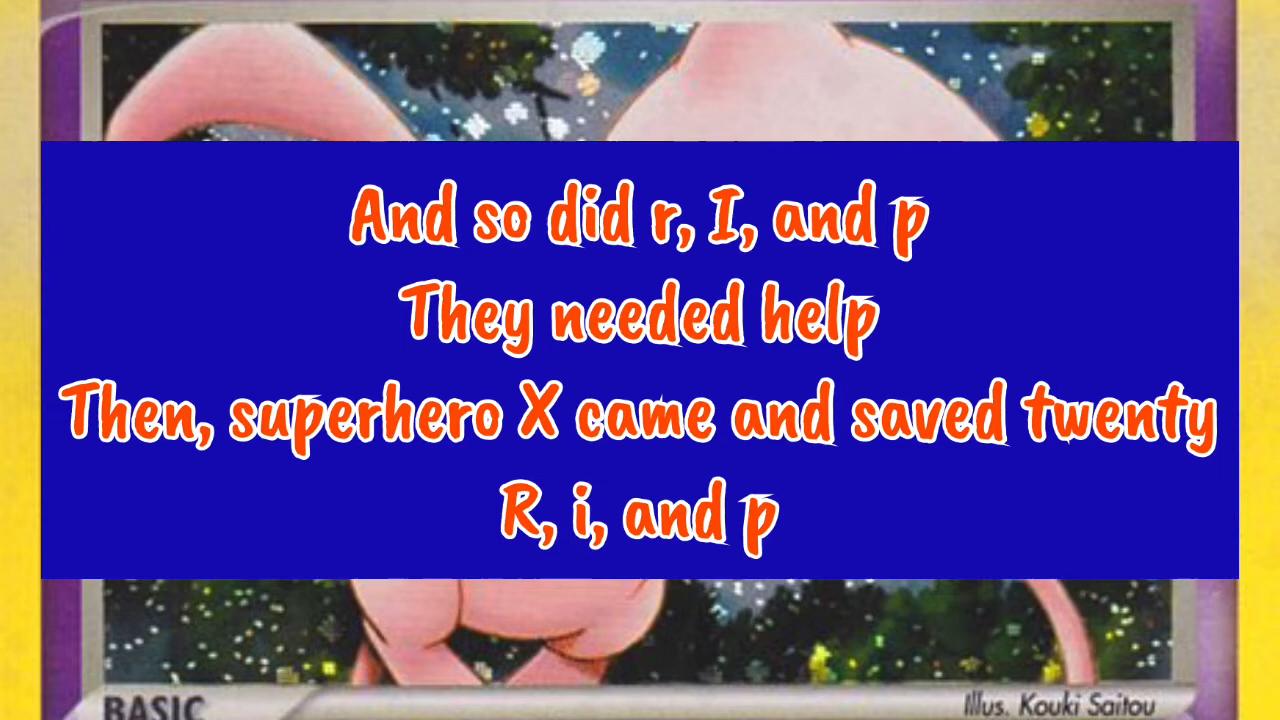 And so did r, I, and p
They needed help
Then, superhero X came and saved twenty
R, i, and p
BASIC
Illus. Kouki Saitou